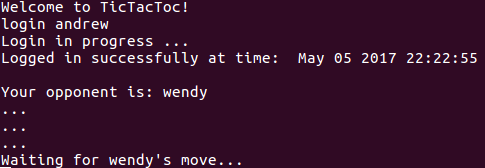 Welcome to TicTacToc!
login andrew
Login in progress ...
Logged in successfully at time:  May 05 2017 22:22:55
Your opponent is: wendy
...
...
...
Waiting for wendy's move...